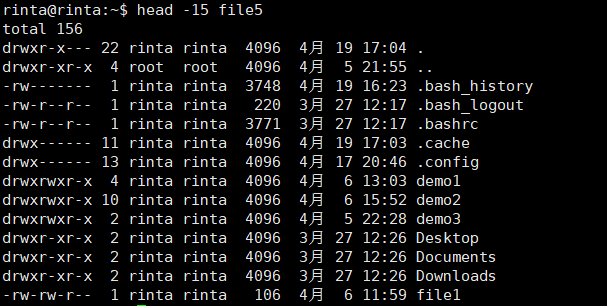 rinta@rinta:~$ head -15 file5
total 156
drwxr-x--- 22 rinta rinta  4096  4月  19 17:04 .
drwxr-xr-x  4 root  root   4096  4月   5 21:55 ..
-rw-------  1 rinta rinta  3748  4月  19 16:23 .bash_history
-rw-r--r--  1 rinta rinta   220  3月  27 12:17 .bash_logout
-rw-r--r--  1 rinta rinta  3771  3月  27 12:17 .bashrc
drwx------ 11 rinta rinta  4096  4月  19 17:03 .cache
drwx------ 13 rinta rinta  4096  4月  17 20:46 .config
drwxrwxr-x  4 rinta rinta  4096  4月   6 13:03 demo1
drwxrwxr-x 10 rinta rinta  4096  4月   6 15:52 demo2
drwxrwxr-x  2 rinta rinta  4096  4月   5 22:28 demo3
drwxr-xr-x  2 rinta rinta  4096  3月  27 12:26 Desktop
drwxr-xr-x  2 rinta rinta  4096  3月  27 12:26 Documents
drwxr-xr-x  2 rinta rinta  4096  3月  27 12:26 Downloads
-rw-rw-r--  1 rinta rinta   106  4月   6 11:59 file1